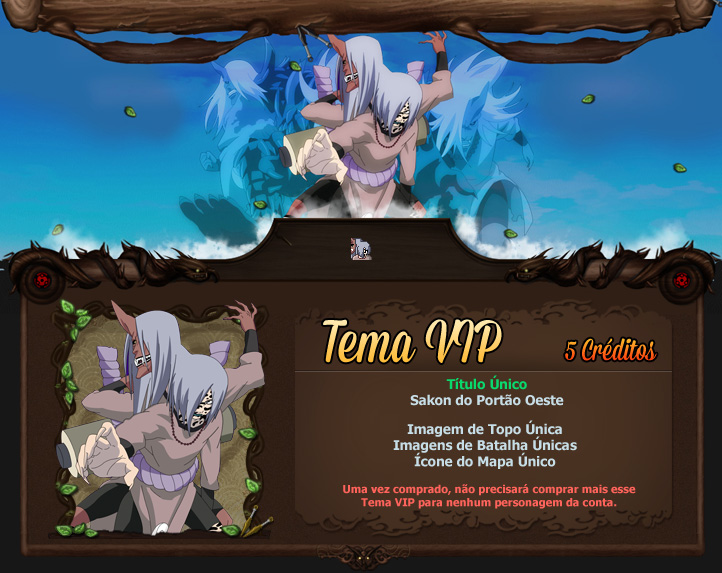 Tema VIP
5 Créditos
Título Único
Sakon do Portão Oeste
Imagem de Topo Única
Imagens de Batalha Únicas
Ícone do Mapa Único
Uma vez comprado, não precisará comprar mais esse
Tema VIP para nenhum personagem da conta.